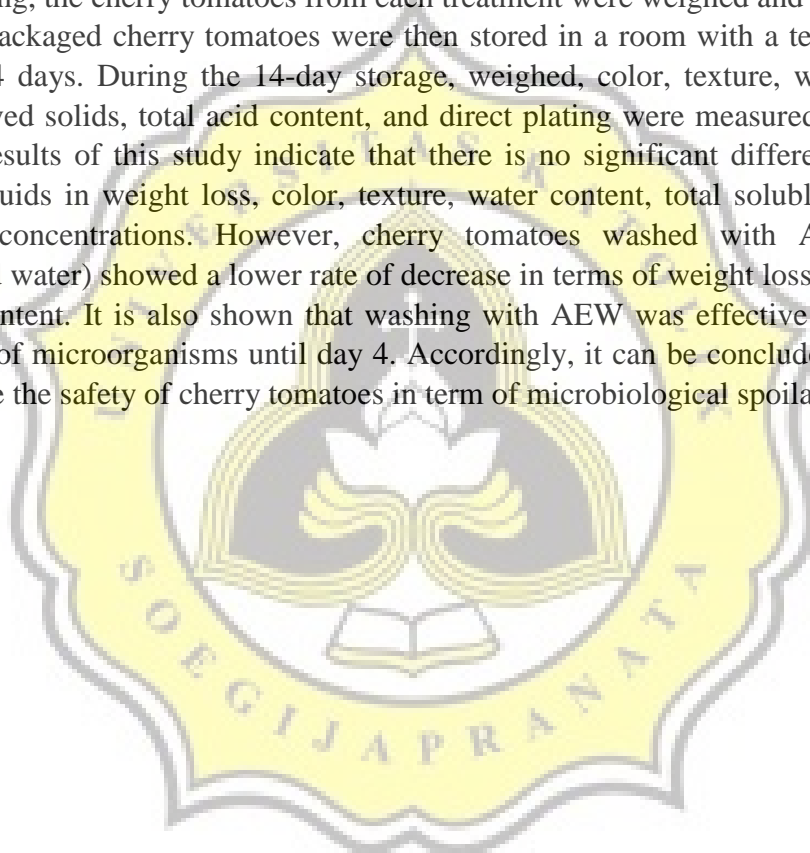 the cherry tomatoes from each treatment were weighed and
ackaged cherry tomatoes were then stored in a room with a te
4 days. During the 14-day storage, weighed, color, texture, w
ved solids, total acid content, and direct plating were measured
esults of this study indicate that there is no significant differe
uids in weight loss, color, texture, water content, total solubl
concentrations. However, cherry tomatoes washed with A
water) showed a lower rate of decrease in terms of weight loss
ntent. It is also shown that washing with AEW was effective
of microorganisms until day 4. Accordingly, it can be conclude
e the safety of cherry tomatoes in term of microbiological spoila
UNIVERSITAS KATOLIK
SOEGIJAPRANATA